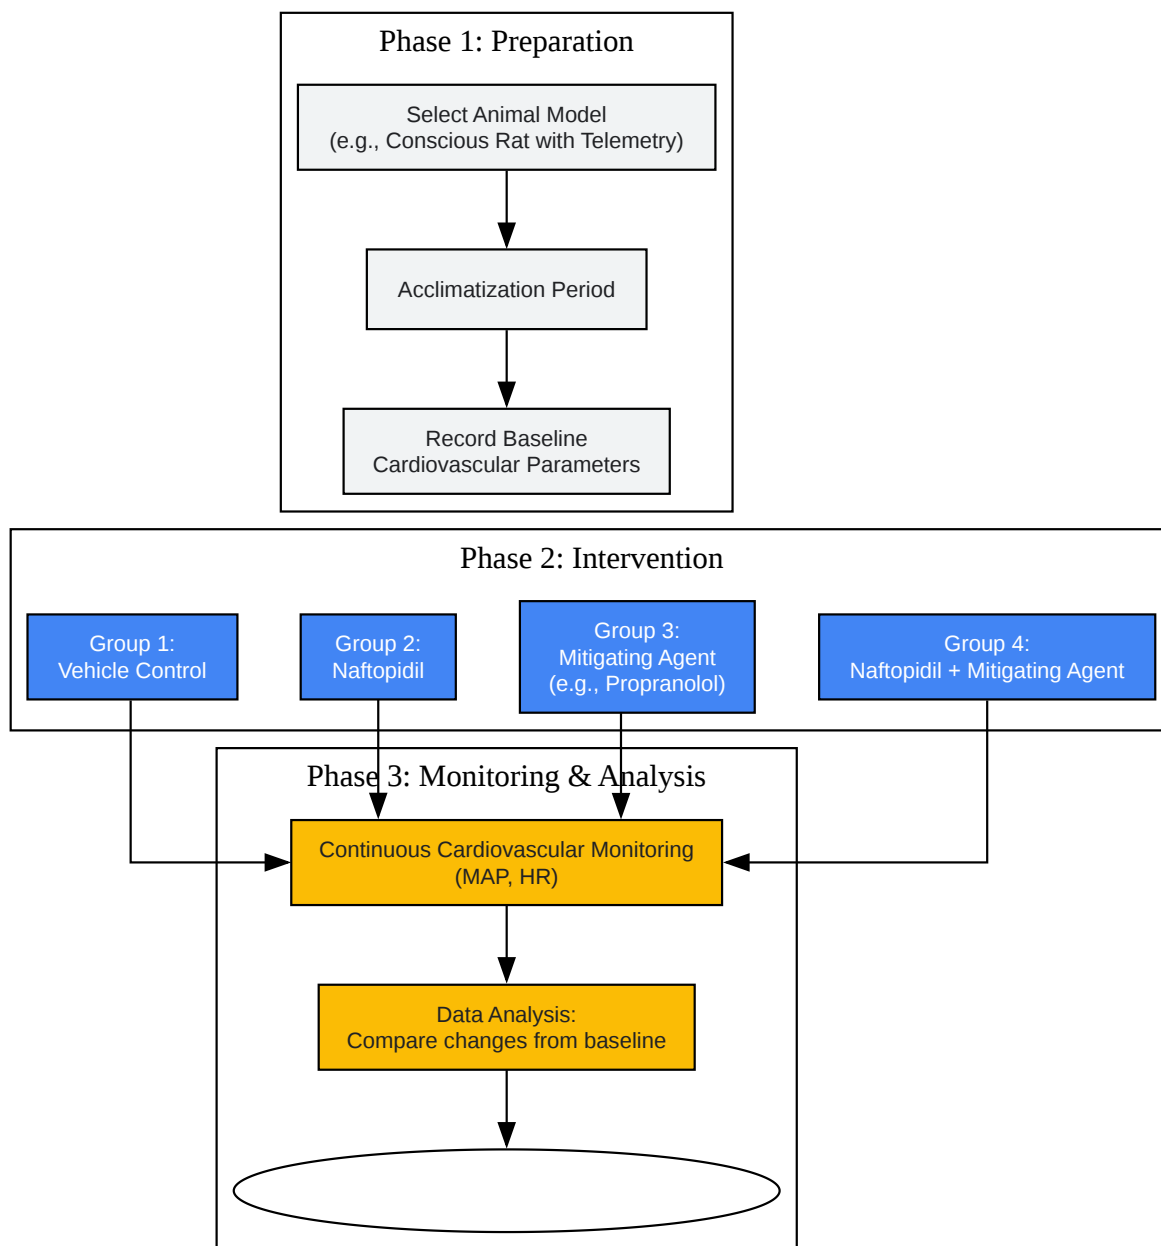 Phase 1: Preparation
Select Animal Model
(e.g., Conscious Rat with Telemetry)
Acclimatization Period
Record Baseline
Cardiovascular Parameters
Phase 2: Intervention
Group 1:
Vehicle Control
Group 2:
Naftopidil
Group 3:
Mitigating Agent
(e.g., Propranolol)
Group 4:
Naftopidil + Mitigating Agent
Phase 3: Monitoring & Analysis
Continuous Cardiovascular Monitoring
(MAP, HR)
Data Analysis:
Compare changes from baseline